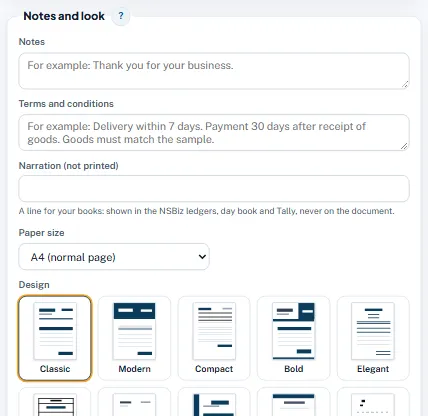 Notes and look ?
Notes
For example: Thank you for your business.
Terms and conditions
For example: Delivery within 7 days. Payment 30 days after receipt of
goods. Goods must match the sample.
Narration (not printed)
A line for your books: shown in the NSBiz ledgers, day book and Tally, never on the document.
Paper size
A4 (normal page)
Design
Classic Modern Compact Bold Elegant